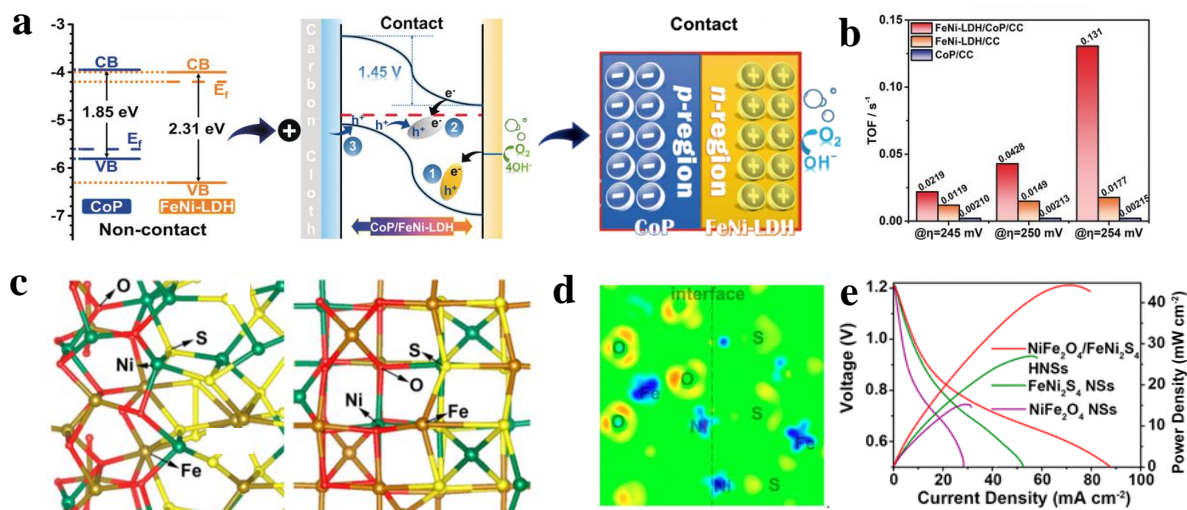 a
-3
-4
-5
-6
-7
CB
CB
E_f
1.85 eV
2.31 eV
E_f
VB
VB
CoP
FeNi-LDH
Non-contact
Contact
Carbon Cloth
1.45 V
e-
h+
h+
e-
h+
2
3
1
e-
h+
O2
4OH-
CoP/FeNi-LDH
Contact
p-region
n-region
O2
OH-
CoP
FeNi-LDH
b
TOF / s-1
0.15
0.10
0.05
0.00
FeNi-LDH/CoP/CC
FeNi-LDH/CC
CoP/CC
0.0219
0.0119
0.00210
0.0428
0.0149
0.00213
0.131
0.0177
0.00215
@η=245 mV
@η=250 mV
@η=254 mV
c
O
S
Ni
Fe
S
O
Ni
Fe
d
interface
O
S
O
Fe
O
S
Ni
S
Fe
O
Ni
S
e
Voltage (V)
1.2
1.0
0.8
0.6
NiFe2O4/FeNi2S4
HNSs
FeNi2S4 NSs
NiFe2O4 NSs
40
30
20
10
0
Power Density (mW cm-2)
0
20
40
60
80
100
Current Density (mA cm-2)